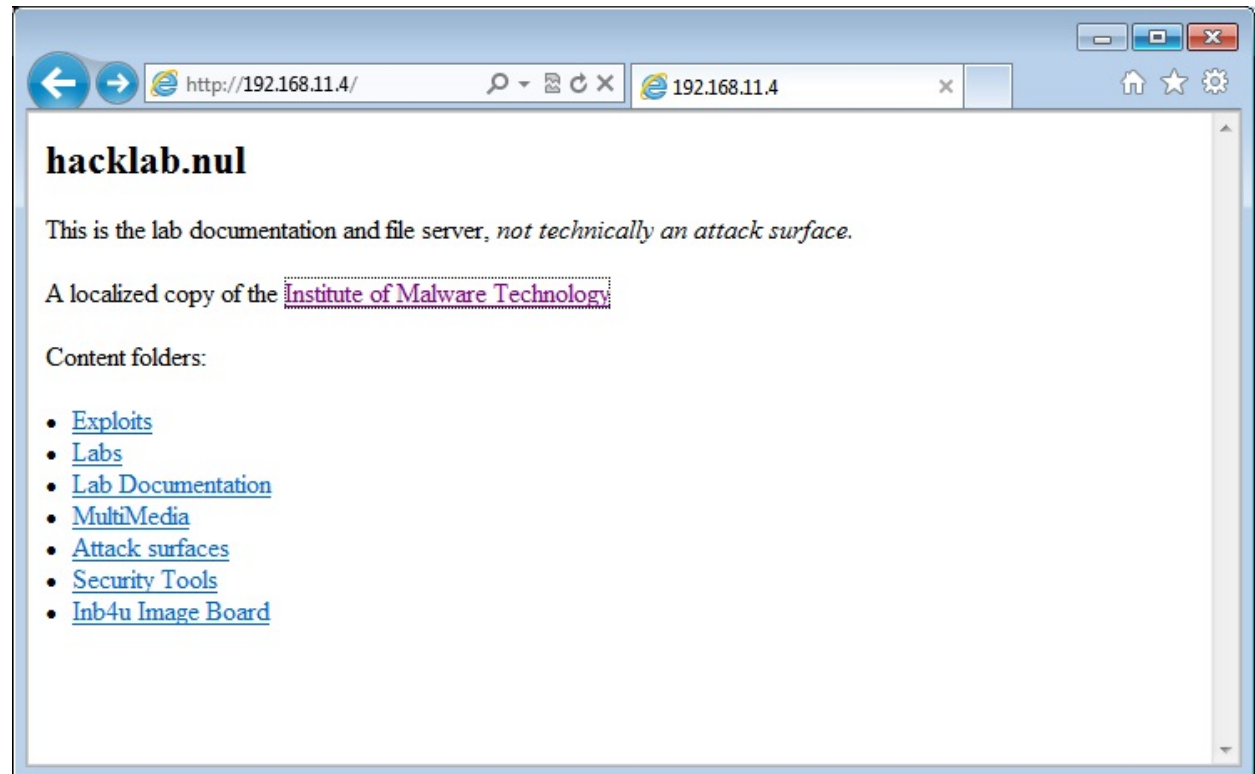 http://192.168.11.4/
192.168.11.4
hacklab.nul
This is the lab documentation and file server, not technically an attack surface.
A localized copy of the Institute of Malware Technology
Content folders:
• Exploits
• Labs
• Lab Documentation
• MultiMedia
• Attack surfaces
• Security Tools
• Inb4u Image Board